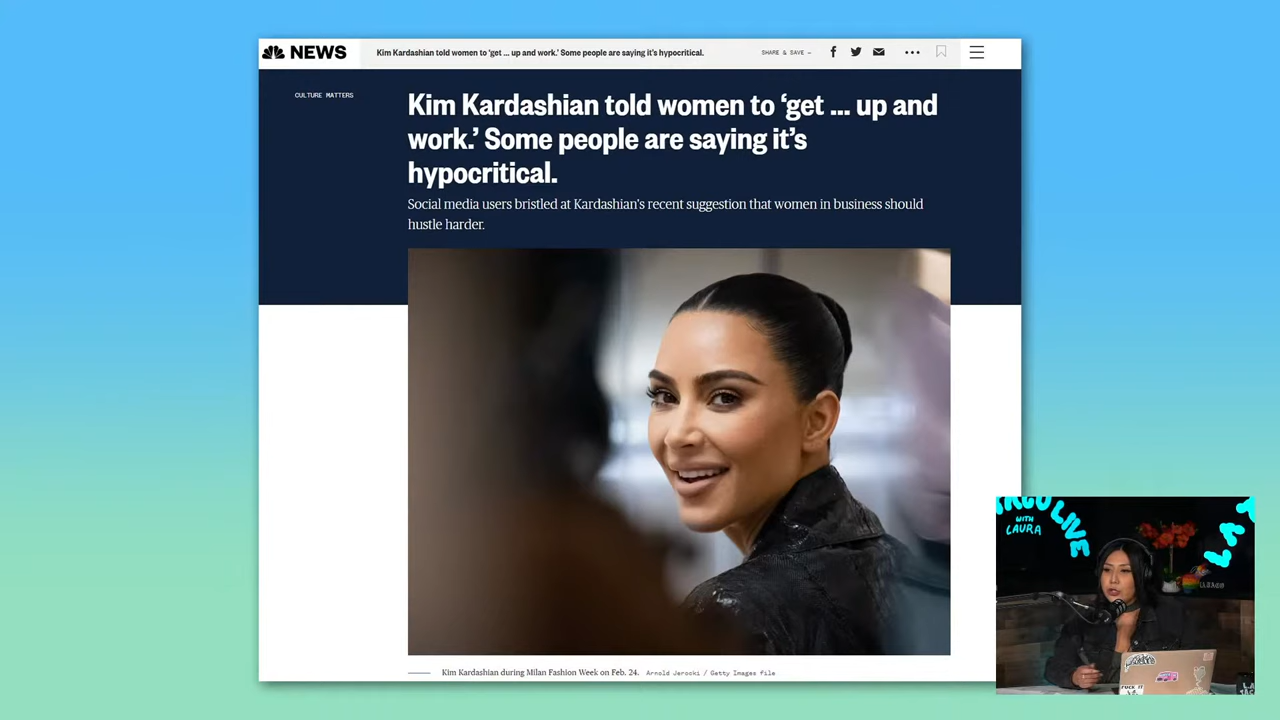 NEWS
Kim Kardashian told women to ‘get ... up and work.’ Some people are saying it’s hypocritical.
SHARE & SAVE —
CULTURE MATTERS
Kim Kardashian told women to ‘get ... up and
work.’ Some people are saying it’s
hypocritical.
Social media users bristled at Kardashian’s recent suggestion that women in business should
hustle harder.
Kim Kardashian during Milan Fashion Week on Feb. 24. Arnold Jerocki / Getty Images file
LIVE
WITH
LAURA
FUCK IT